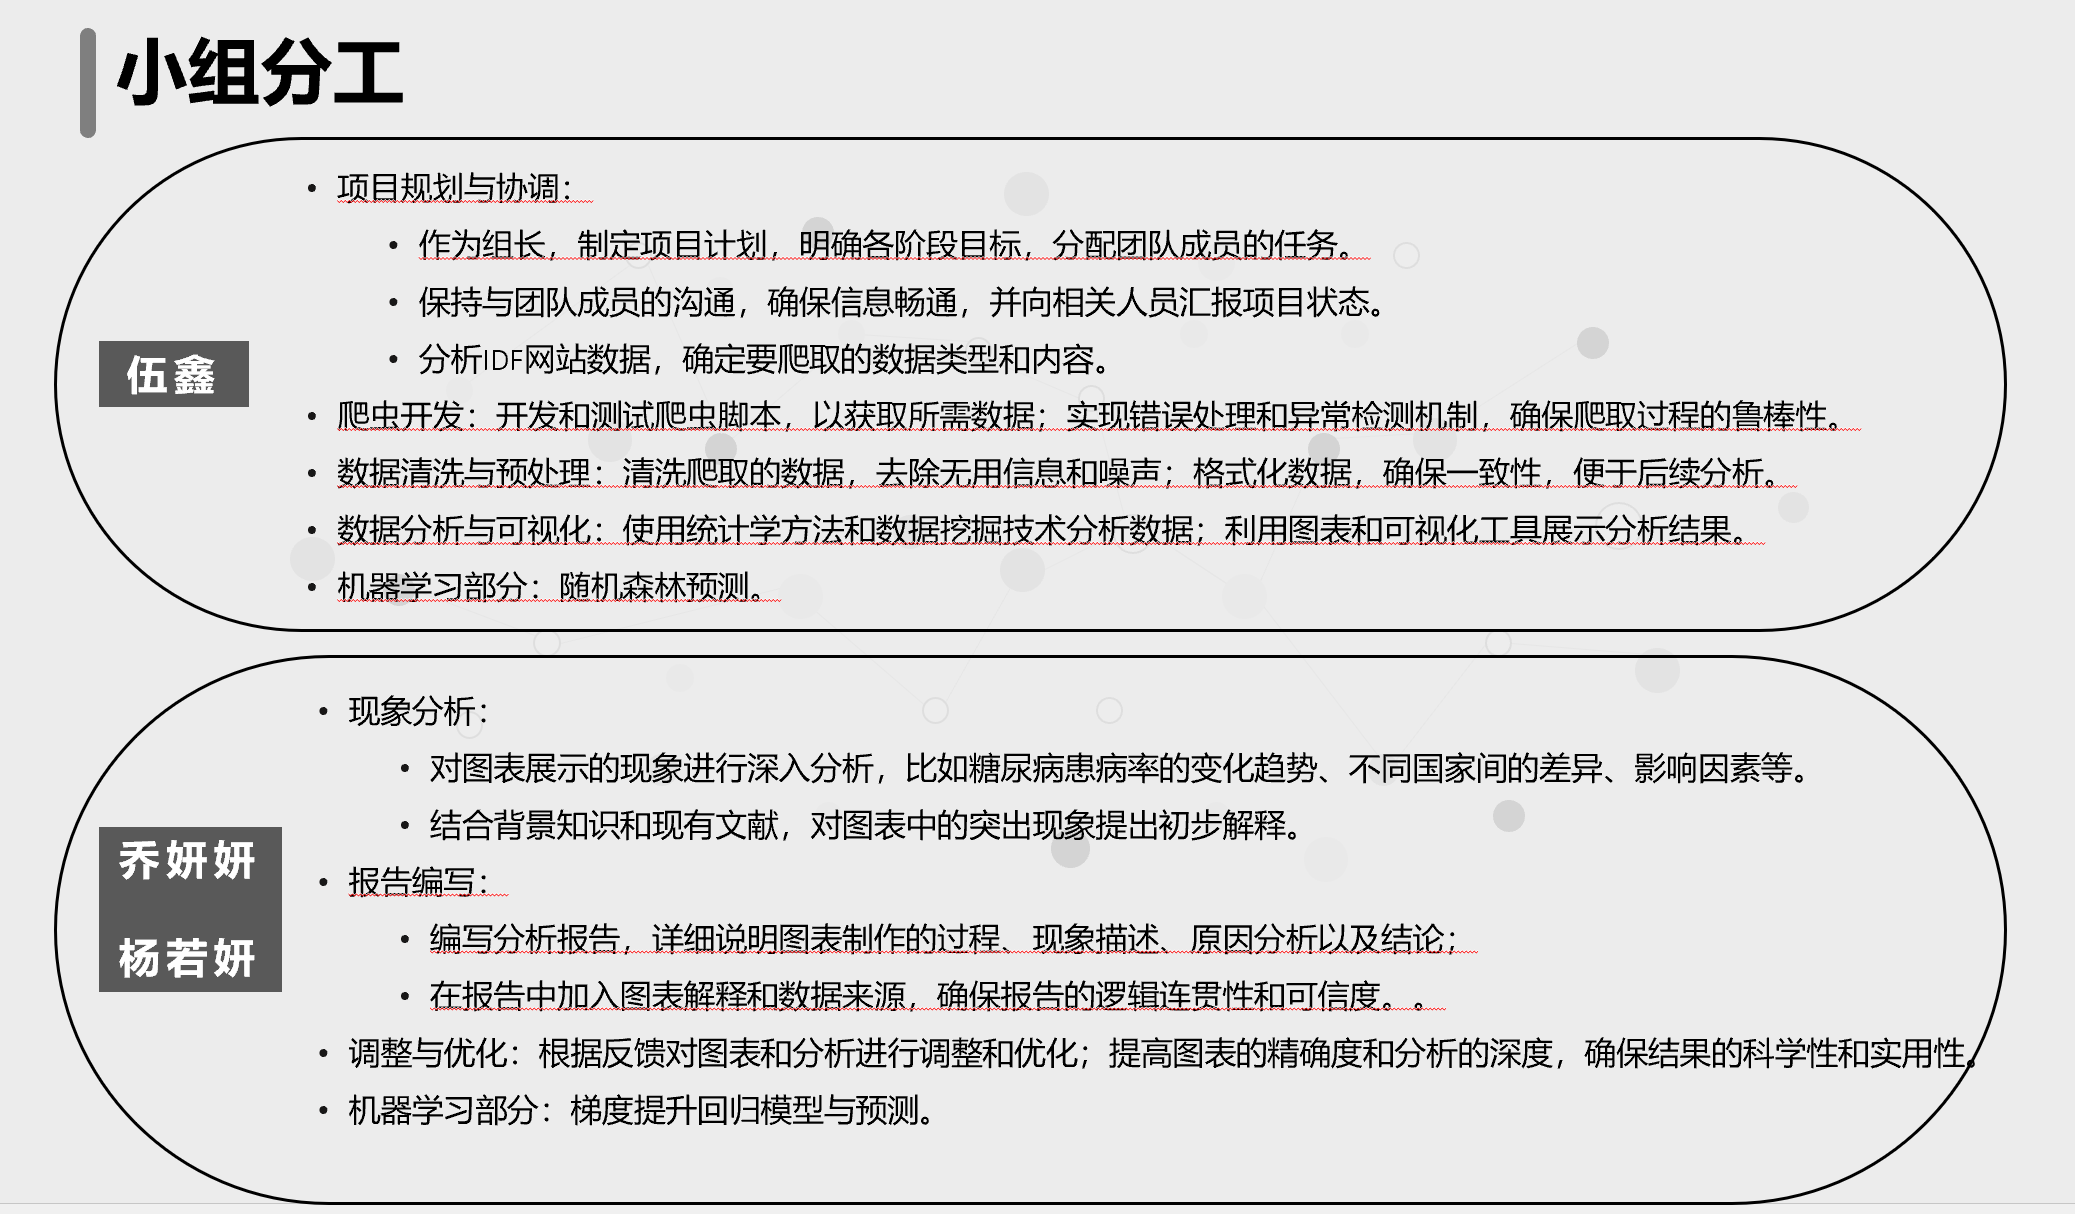 小组分工
伍鑫
• 项目规划与协调：
• 作为组长，制定项目计划，明确各阶段目标，分配团队成员的任务。
• 保持与团队成员的沟通，确保信息畅通，并向相关人员汇报项目状态。
• 分析IDF网站数据，确定要爬取的数据类型和内容。
• 爬虫开发：开发和测试爬虫脚本，以获取所需数据；实现错误处理和异常检测机制，确保爬取过程的鲁棒性。
• 数据清洗与预处理：清洗爬取的数据，去除无用信息和噪声；格式化数据，确保一致性，便于后续分析。
• 数据分析与可视化：使用统计学方法和数据挖掘技术分析数据；利用图表和可视化工具展示分析结果。
• 机器学习部分：随机森林预测。
乔妍妍
杨若妍
• 现象分析：
• 对图表展示的现象进行深入分析，比如糖尿病患病率的变化趋势、不同国家间的差异、影响因素等。
• 结合背景知识和现有文献，对图表中的突出现象提出初步解释。
• 报告编写：
• 编写分析报告，详细说明图表制作的过程、现象描述、原因分析以及结论；
• 在报告中加入图表解释和数据来源，确保报告的逻辑连贯性和可信度。。
• 调整与优化：根据反馈对图表和分析进行调整和优化；提高图表的精确度和分析的深度，确保结果的科学性和实用性。
• 机器学习部分：梯度提升回归模型与预测。